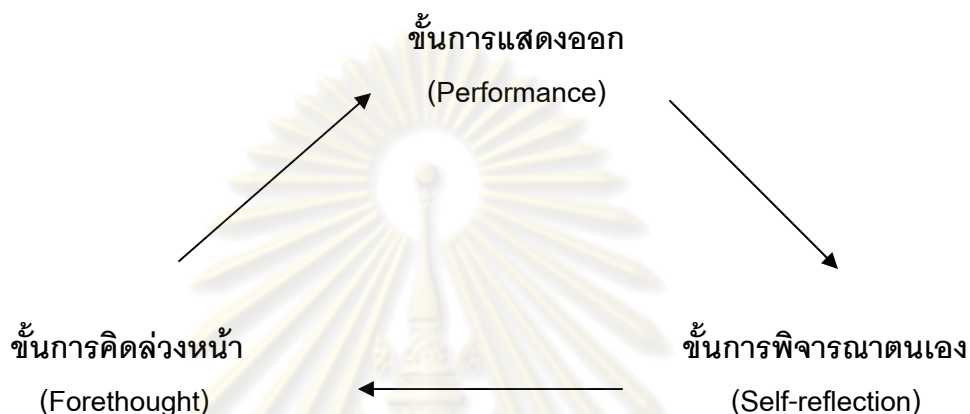 ขั้นการแสดงออก
(Performance)
ขั้นการคิดล่วงหน้า
(Forethought)
ขั้นการพิจารณาตนเอง
(Self-reflection)